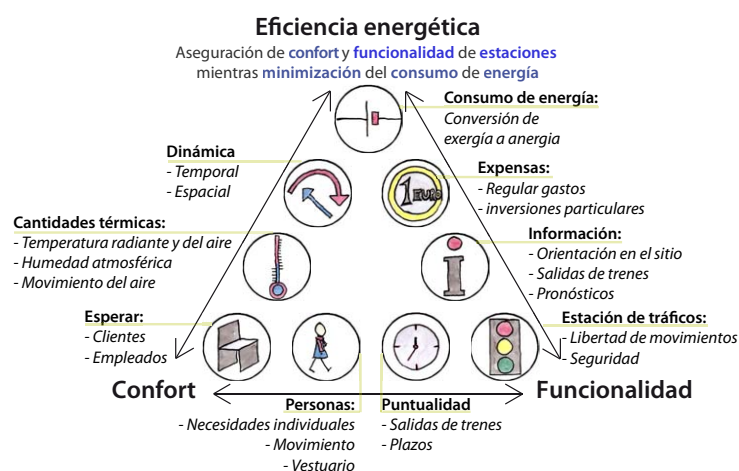 Eficiencia energética
Aseguración de confort y funcionalidad de estaciones
mientras minimización del consumo de energía
Consumo de energía:
Conversión de
exergía a anergia
Dinámica
- Temporal
- Espacial
Expensas:
- Regular gastos
- inversiones particulares
1 EURO
Cantidades térmicas:
- Temperatura radiante y del aire
- Humedad atmosférica
- Movimiento del aire
Información:
- Orientación en el sitio
- Salidas de trenes
- Pronósticos
i
Esperar:
- Clientes
- Empleados
Estación de tráficos:
- Libertad de movimientos
- Seguridad
Confort
Funcionalidad
Personas:
- Necesidades individuales
- Movimiento
- Vestuario
Puntualidad
- Salidas de trenes
- Plazos